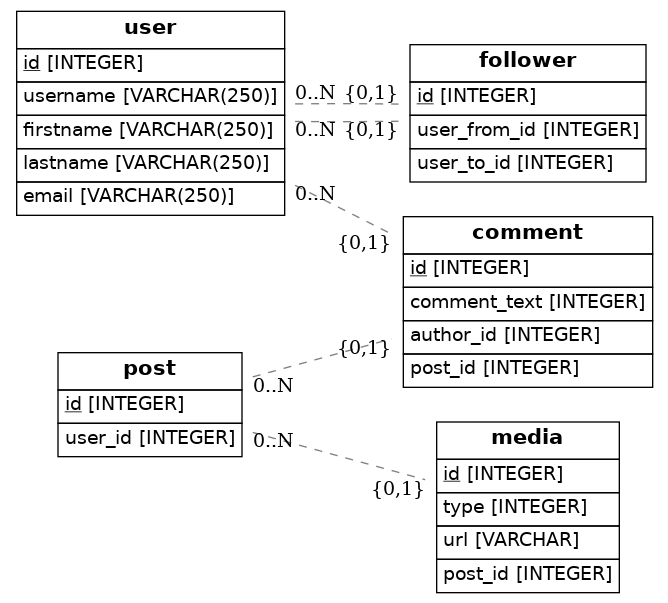 user
id [INTEGER]
username [VARCHAR(250)]
firstname [VARCHAR(250)]
lastname [VARCHAR(250)]
email [VARCHAR(250)]
0..N {0,1}
0..N {0,1}
0..N
{0,1}
follower
id [INTEGER]
user_from_id [INTEGER]
user_to_id [INTEGER]
comment
id [INTEGER]
comment_text [INTEGER]
author_id [INTEGER]
post_id [INTEGER]
post
id [INTEGER]
user_id [INTEGER]
{0,1}
0..N
0..N
{0,1}
media
id [INTEGER]
type [INTEGER]
url [VARCHAR]
post_id [INTEGER]